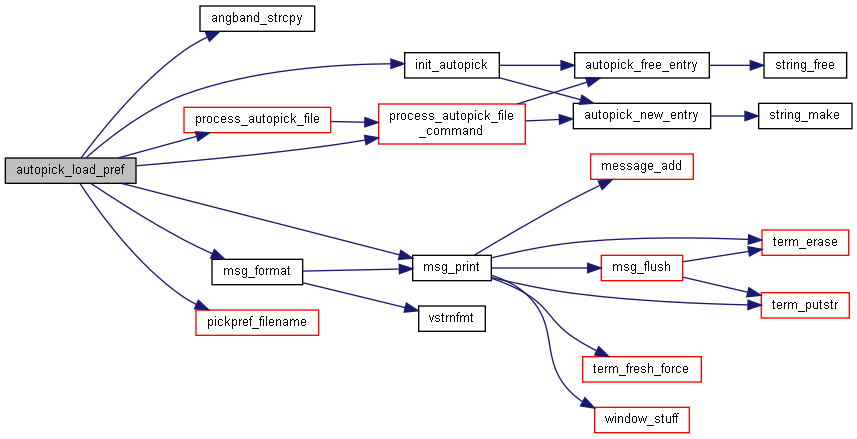 angband_strcpy
init_autopick
autopick_free_entry
string_free
process_autopick_file
process_autopick_file
_command
autopick_new_entry
string_make
autopick_load_pref
message_add
term_erase
msg_format
msg_print
msg_flush
term_putstr
pickpref_filename
vstrnfmt
term_fresh_force
window_stuff